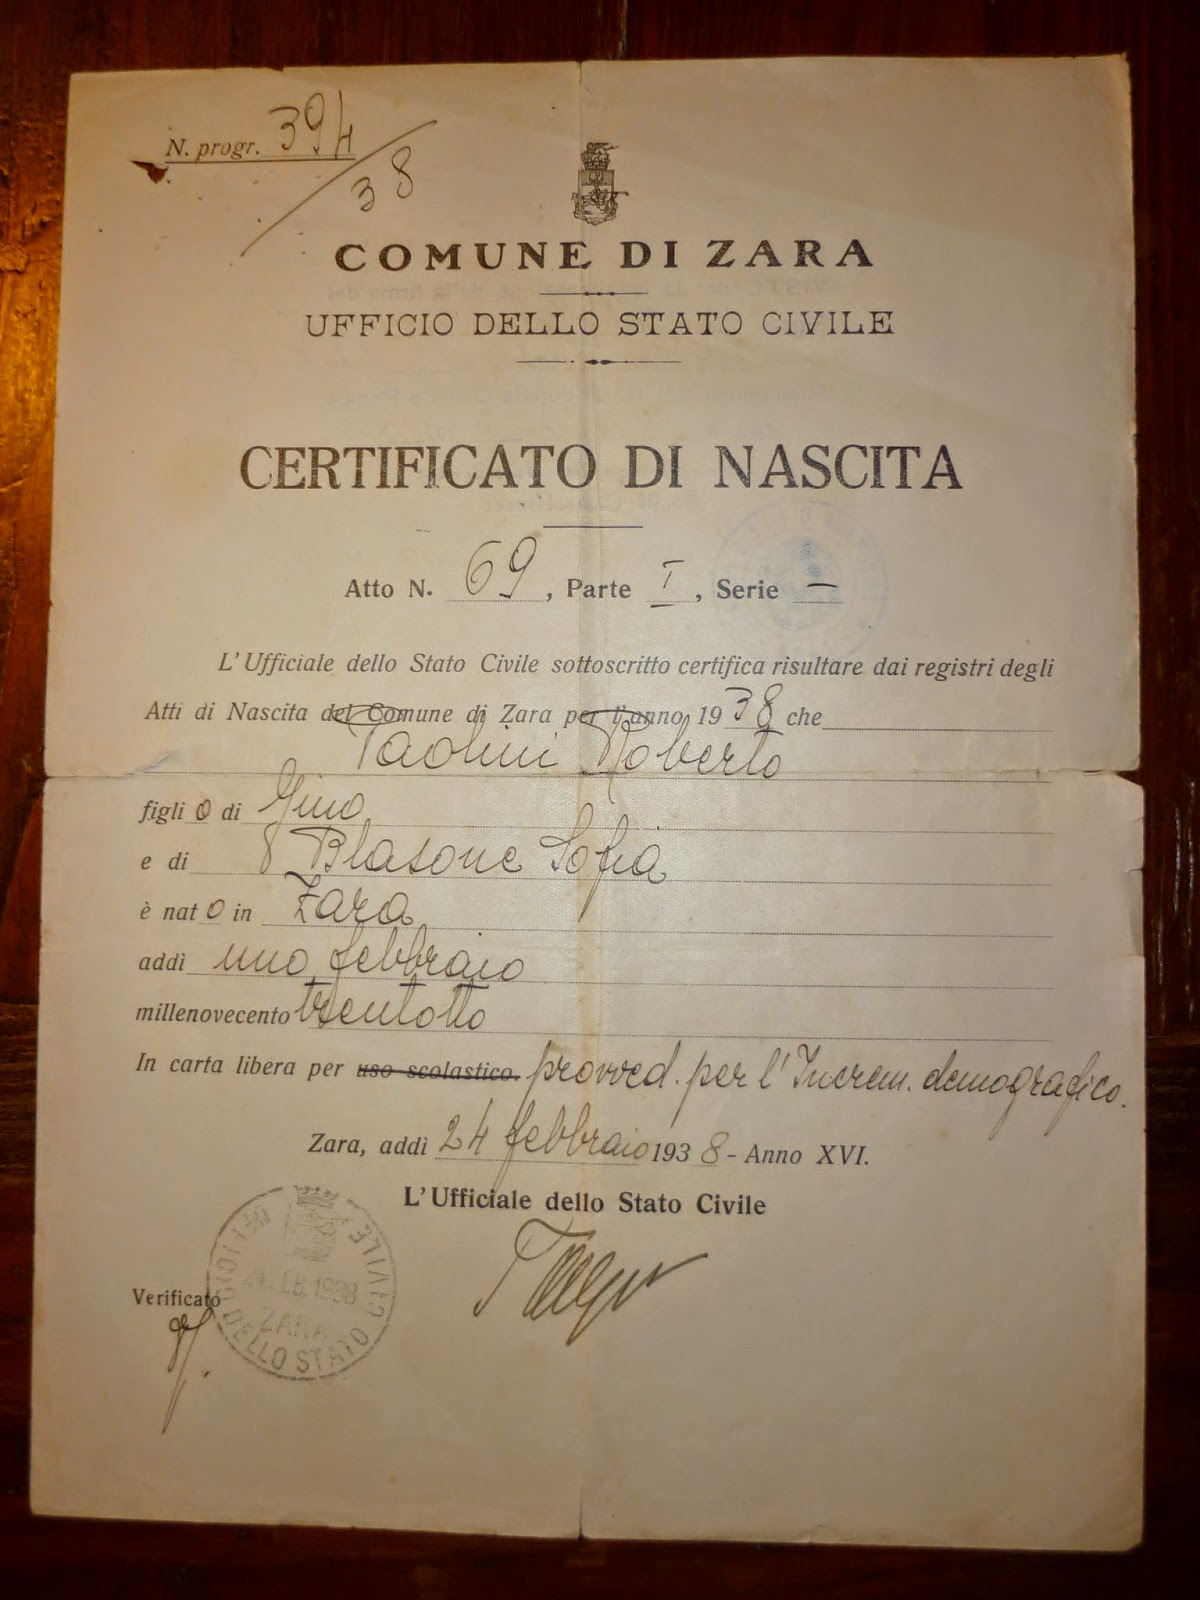 N. progr. 394
38
COMUNE DI ZARA
UFFICIO DELLO STATO CIVILE
CERTIFICATO DI NASCITA
Atto N. 69, Parte I, Serie —
L'Ufficiale dello Stato Civile sottoscritto certifica risultare dai registri degli
Atti di Nascita del Comune di Zara per l'anno 1938 che
Paolini Roberto
figlio di Gino
e di Blasone Sofia
è nato in Zara
addì uno febbraio
millenovecento trentotto
In carta libera per uso scolastico. provved. per l'Increm. demografico.
Zara, addì 24 febbraio 1938 - Anno XVI.
L'Ufficiale dello Stato Civile
Verificato
UFFICIO DELLO STATO CIVILE
24 FEB. 1938
ZARA